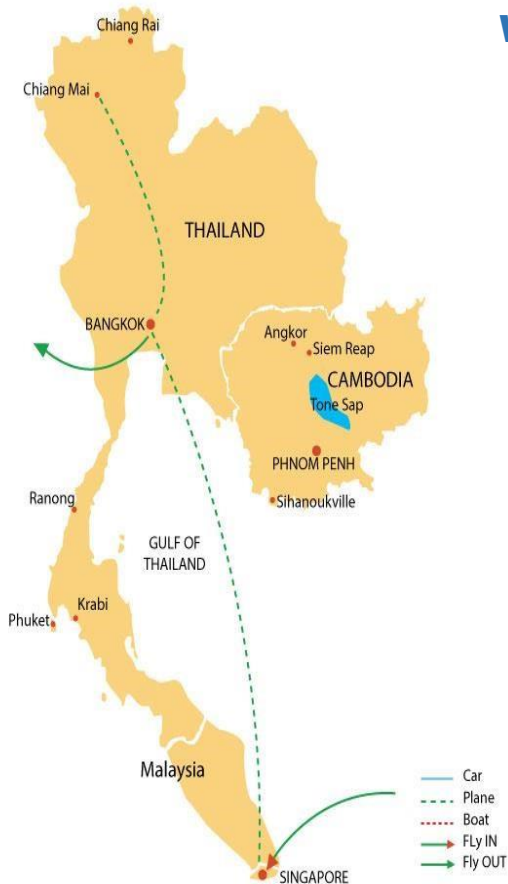 Chiang Rai
Chiang Mai
THAILAND
BANGKOK
Angkor
Siem Reap
CAMBODIA
Tone Sap
PHNOM PENH
Sihanoukville
Ranong
GULF OF
THAILAND
Krabi
Phuket
Malaysia
SINGAPORE
Car
Plane
Boat
FLy IN
Fly OUT